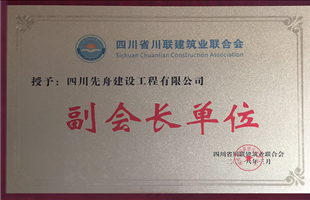 四川省川联建筑业联合会
Sichuan Chuanlian Construction Association
授予：四川先舟建设工程有限公司
副会长单位
四川省川联建筑业联合会